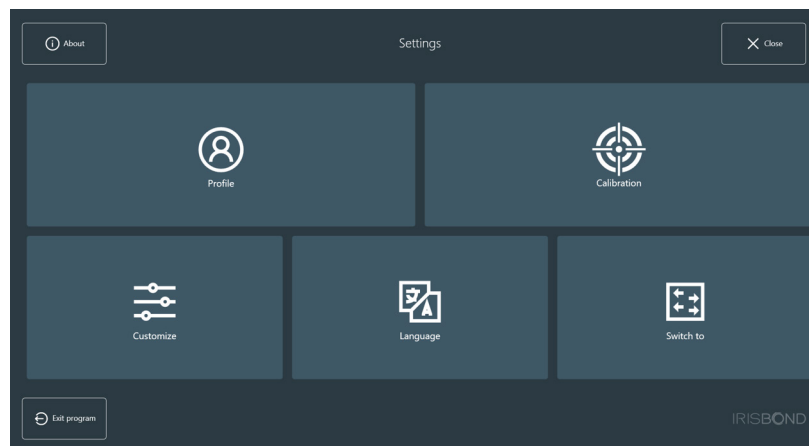 About
Settings
Close
Profile
Calibration
Customize
Language
Switch to
Exit program
IRISBOND